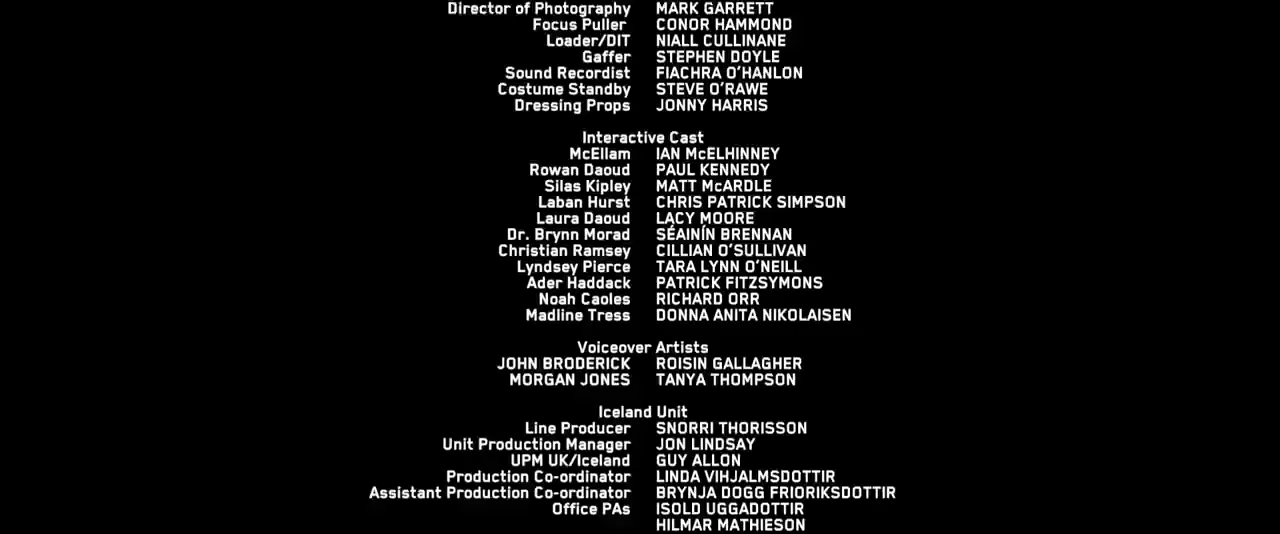 Director of Photography MARK GARRETT
Focus Puller CONOR HAMMOND
Loader/DIT NIALL CULLINANE
Gaffer STEPHEN DOYLE
Sound Recordist FIACHRA O'HANLON
Costume Standby STEVE O'RAWE
Dressing Props JONNY HARRIS
Interactive Cast
McEllam IAN McELHINNEY
Rowan Daoud PAUL KENNEDY
Silas Kipley MATT McARDLE
Laban Hurst CHRIS PATRICK SIMPSON
Laura Daoud LACY MOORE
Dr. Brynn Morad SÉAINÍN BRENNAN
Christian Ramsey CILLIAN O'SULLIVAN
Lyndsey Pierce TARA LYNN O'NEILL
Ader Haddack PATRICK FITZSYMONS
Noah Caoles RICHARD ORR
Madline Tress DONNA ANITA NIKOLAISEN
Voiceover Artists
JOHN BRODERICK ROISIN GALLAGHER
MORGAN JONES TANYA THOMPSON
Iceland Unit
Line Producer SNORRI THORISSON
Unit Production Manager JON LINDSAY
UPM UK/Iceland GUY ALLON
Production Co-ordinator LINDA VIHJALMSDOTTIR
Assistant Production Co-ordinator BRYNJA DOGG FRIORIKSDOTTIR
Office PAs ISOLD UGGADOTTIR
HILMAR MATHIESON